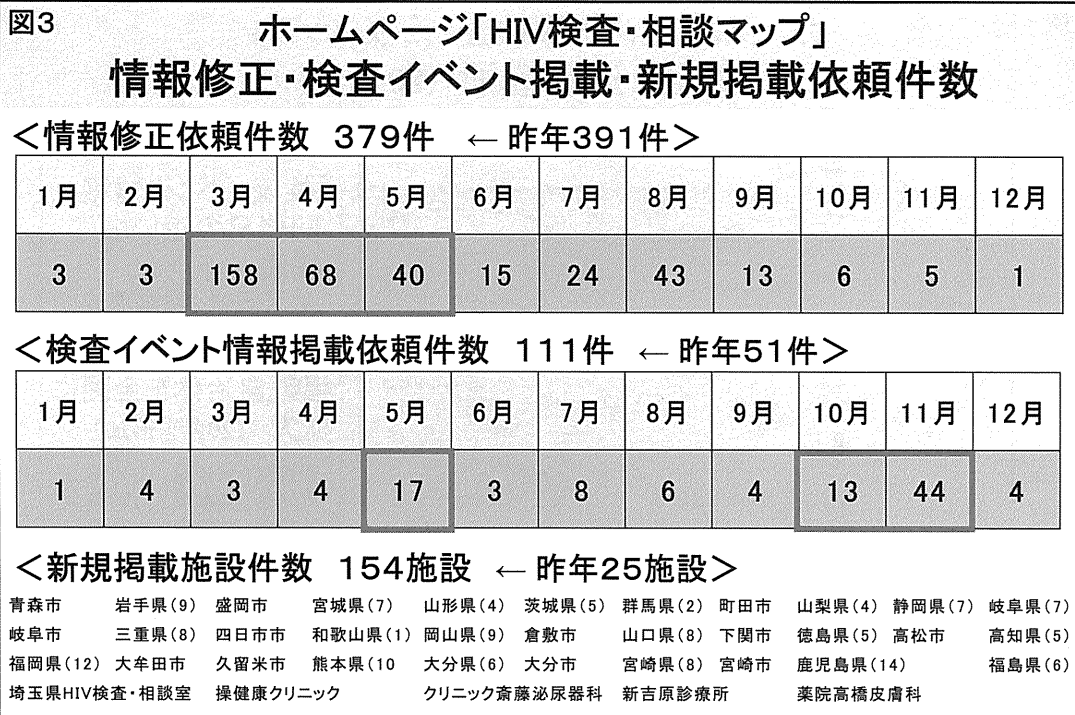 図3
ホームページ「HIV検査・相談マップ」
情報修正・検査イベント掲載・新規掲載依頼件数
＜情報修正依頼件数 379件 ←昨年391件＞
1月 2月 3月 4月 5月 6月 7月 8月 9月 10月 11月 12月
3 3 158 68 40 15 24 43 13 6 5 1
＜検査イベント情報掲載依頼件数 111件 ←昨年51件＞
1月 2月 3月 4月 5月 6月 7月 8月 9月 10月 11月 12月
1 4 3 4 17 3 8 6 4 13 44 4
＜新規掲載施設件数 154施設 ←昨年25施設＞
青森市 岩手県(9) 盛岡市 宮城県(7) 山形県(4) 茨城県(5) 群馬県(2) 町田市 山梨県(4) 静岡県(7) 岐阜県(7)
岐阜市 三重県(8) 四日市市 和歌山県(1) 岡山県(9) 倉敷市 山口県(8) 下関市 徳島県(5) 高松市 高知県(5)
福岡県(12) 大牟田市 久留米市 熊本県(10 大分県(6) 大分市 宮崎県(8) 宮崎市 鹿児島県(14) 福島県(6)
埼玉県HIV検査・相談室 操健康クリニック クリニック斎藤泌尿器科 新吉原診療所 薬院高橋皮膚科